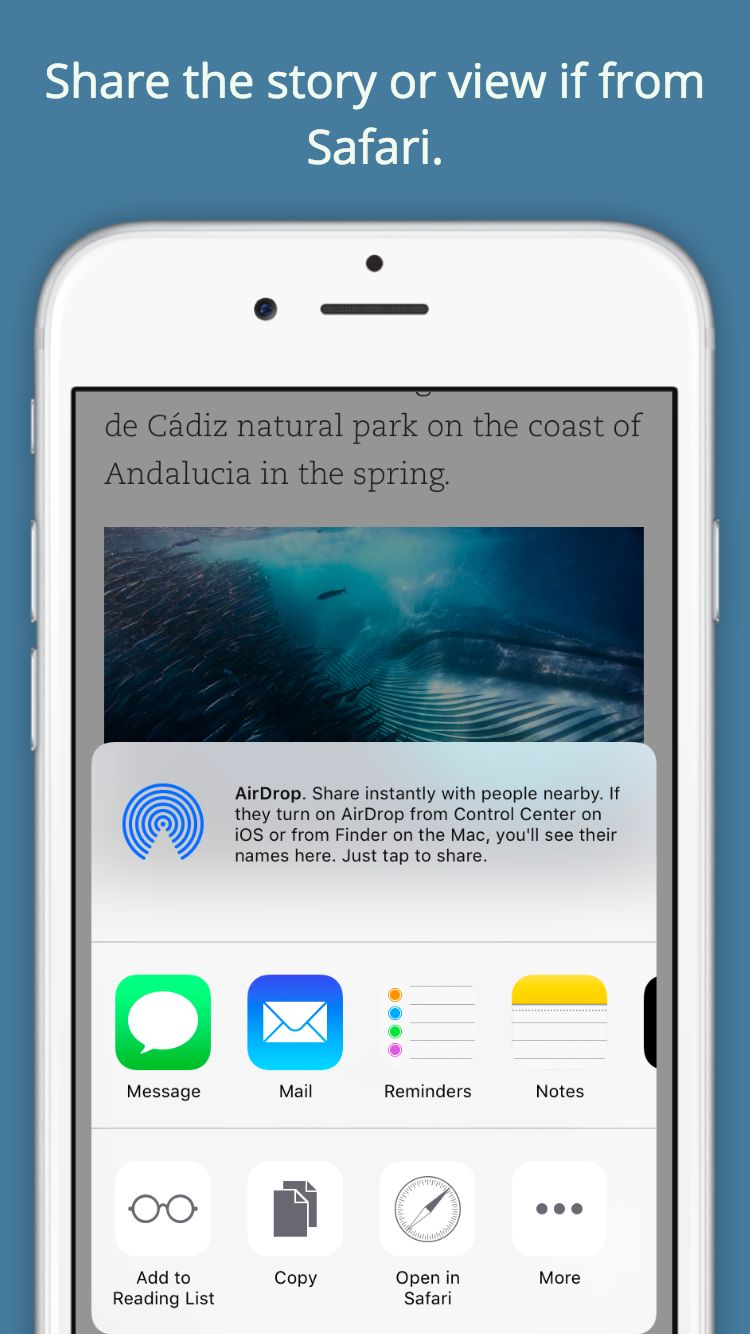 Share the story or view if from
Safari.
de Cádiz natural park on the coast of
Andalucia in the spring.
AirDrop. Share instantly with people nearby. If
they turn on AirDrop from Control Center on
iOS or from Finder on the Mac, you'll see their
names here. Just tap to share.
Message
Mail
Reminders
Notes
Add to
Reading List
Copy
Open in
Safari
More